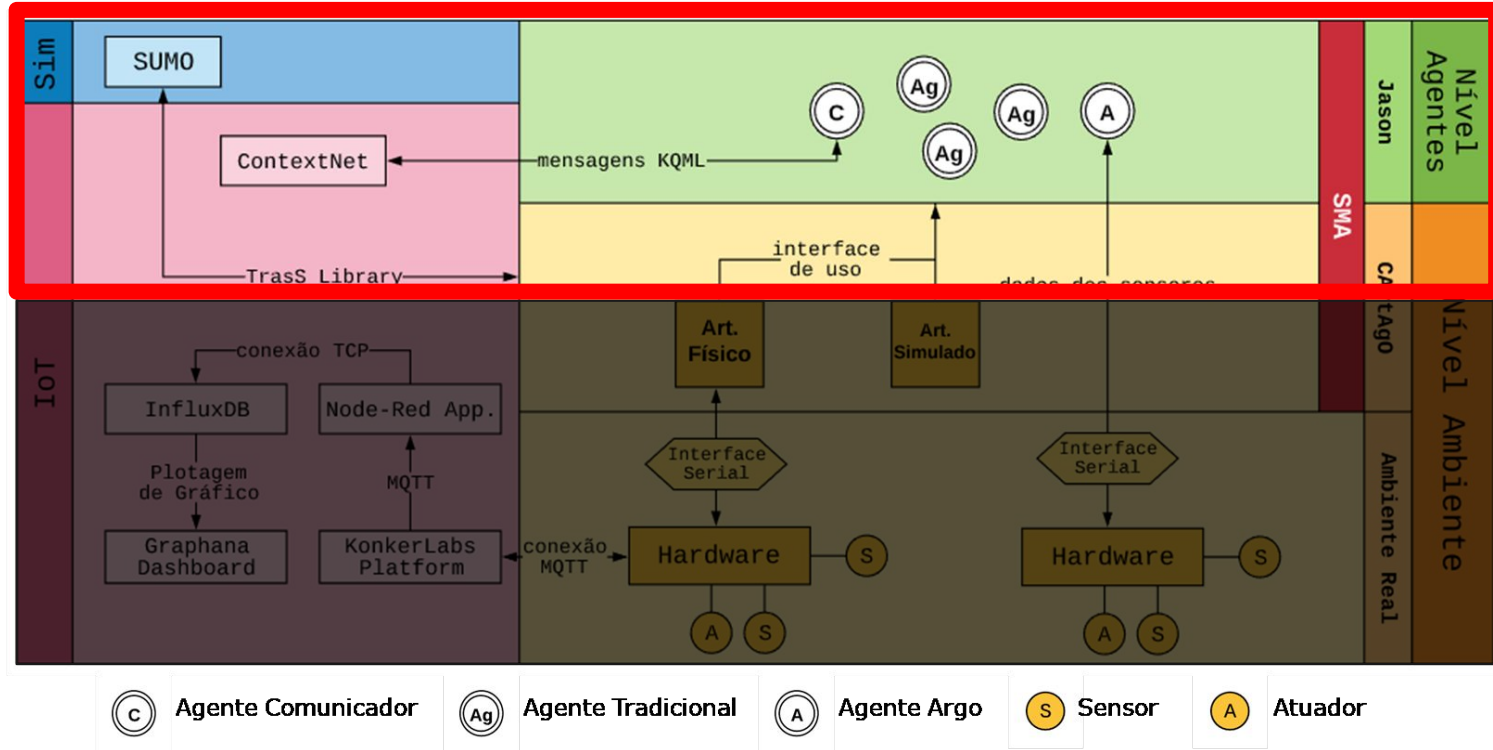 Sim
SUMO
ContextNet
mensagens KQML
TrasS Library
C
Ag
Ag
Ag
A
interface
de uso
dados dos sensores
SMA
Jason
CArtAgO
Nível
Agentes
IoT
conexão TCP
InfluxDB
Node-Red App.
Plotagem
de Gráfico
MQTT
Graphana
Dashboard
KonkerLabs
Platform
conexão
MQTT
Art.
Físico
Art.
Simulado
Interface
Serial
Interface
Serial
Hardware
S
A
S
Hardware
S
A
S
Ambiente Real
Nível Ambiente
C
Agente Comunicador
Ag
Agente Tradicional
A
Agente Argo
S
Sensor
A
Atuador